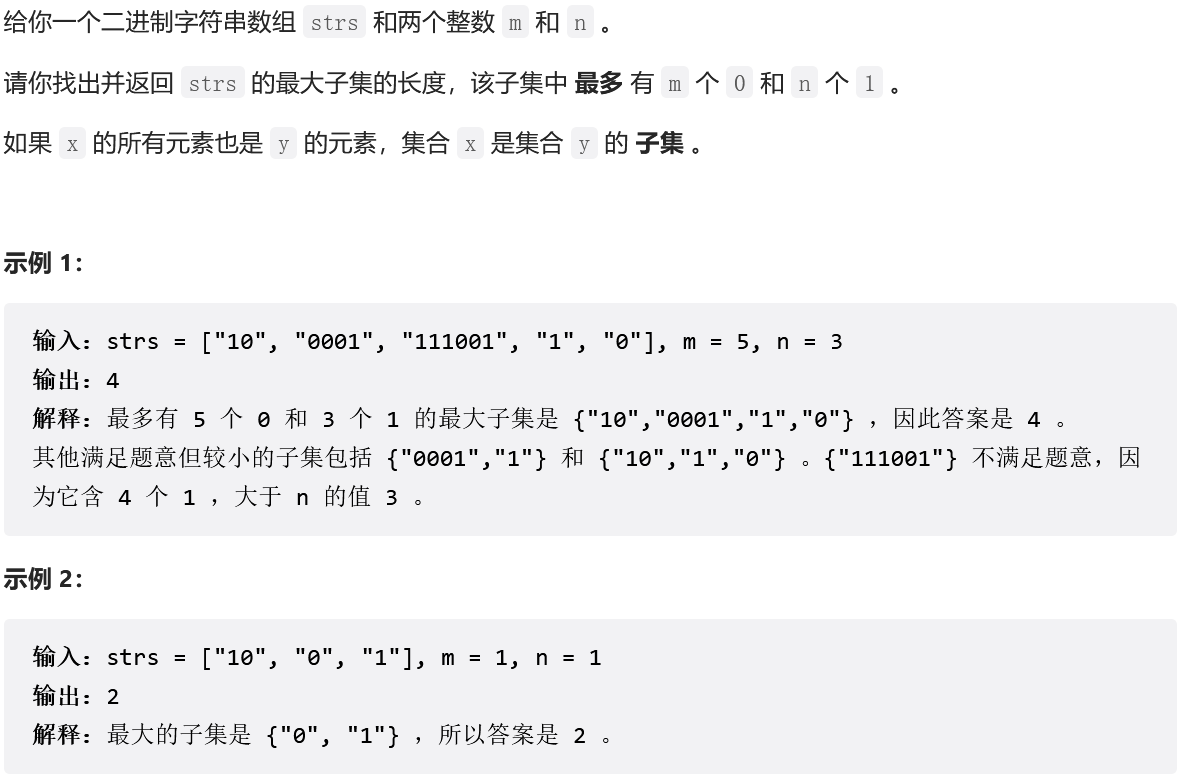 给你一个二进制字符串数组 strs 和两个整数 m 和 n 。
请你找出并返回 strs 的最大子集的长度，该子集中 最多 有 m 个 0 和 n 个 1 。
如果 x 的所有元素也是 y 的元素，集合 x 是集合 y 的 子集 。
示例 1：
输入：strs = ["10", "0001", "111001", "1", "0"], m = 5, n = 3
输出：4
解释：最多有 5 个 0 和 3 个 1 的最大子集是 {"10","0001","1","0"} ，因此答案是 4 。
其他满足题意但较小的子集包括 {"0001","1"} 和 {"10","1","0"} 。{"111001"} 不满足题意，因
为它含 4 个 1 ，大于 n 的值 3 。
示例 2：
输入：strs = ["10", "0", "1"], m = 1, n = 1
输出：2
解释：最大的子集是 {"0", "1"} ，所以答案是 2 。